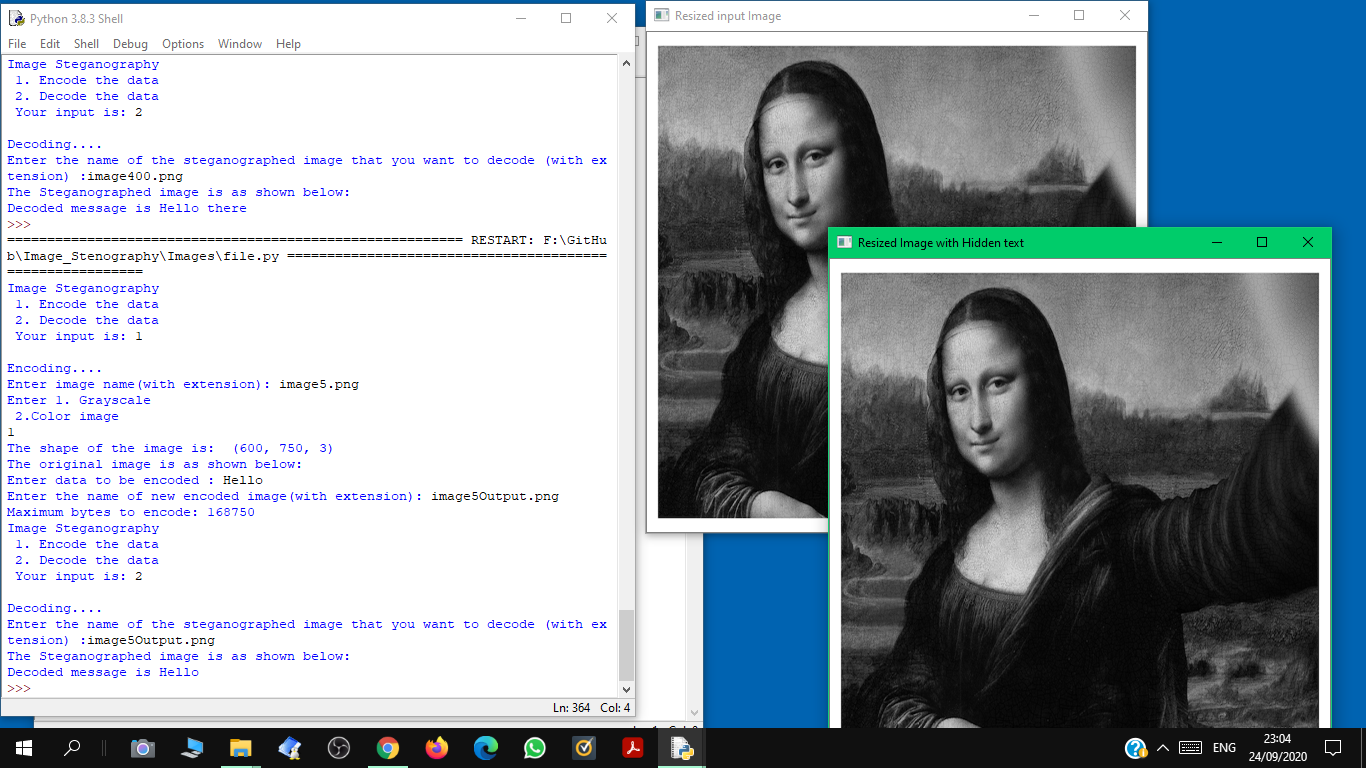 Python 3.8.3 Shell
File Edit Shell Debug Options Window Help
Image Steganography
1. Encode the data
2. Decode the data
Your input is: 2
Decoding....
Enter the name of the steganographed image that you want to decode (with ex
tension) :image400.png
The Steganographed image is as shown below:
Decoded message is Hello there
>>>
========================================================= RESTART: F:\GitHu
b\Image_Stenography\Images\file.py ========================================
=================
Image Steganography
1. Encode the data
2. Decode the data
Your input is: 1
Encoding....
Enter image name(with extension): image5.png
Enter 1. Grayscale
2.Color image
1
The shape of the image is:  (600, 750, 3)
The original image is as shown below:
Enter data to be encoded : Hello
Enter the name of new encoded image(with extension): image5Output.png
Maximum bytes to encode: 168750
Image Steganography
1. Encode the data
2. Decode the data
Your input is: 2
Decoding....
Enter the name of the steganographed image that you want to decode (with ex
tension) :image5Output.png
The Steganographed image is as shown below:
Decoded message is Hello
>>>
Ln: 364 Col: 4
Resized input Image
Resized Image with Hidden text
ENG
23:04
24/09/2020